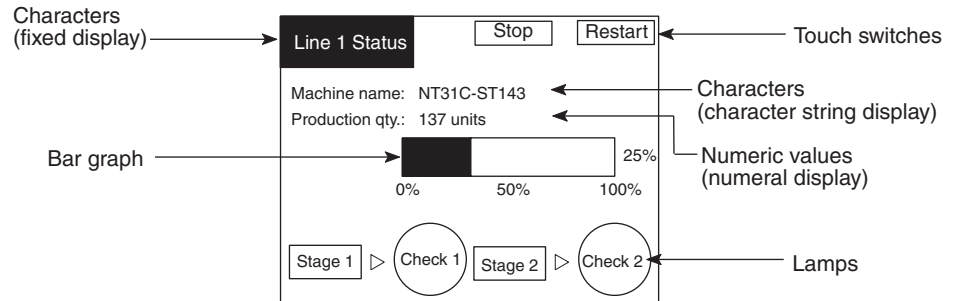 Characters
(fixed display)
Line 1 Status
Stop
Restart
Touch switches
Machine name: NT31C-ST143
Characters
(character string display)
Production qty.: 137 units
Bar graph
25%
Numeric values
(numeral display)
0% 50% 100%
Stage 1
Check 1
Stage 2
Check 2
Lamps